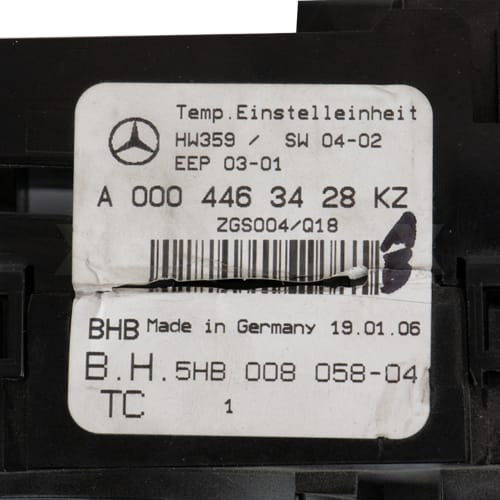 Temp.Einstelleinheit
HW359 / SW 04-02
EEP 03-01
A 000 446 34 28 KZ
ZGS004/Q18
B
BHB Made in Germany 19.01.06
B.H.5HB 008 058-04
TC 1